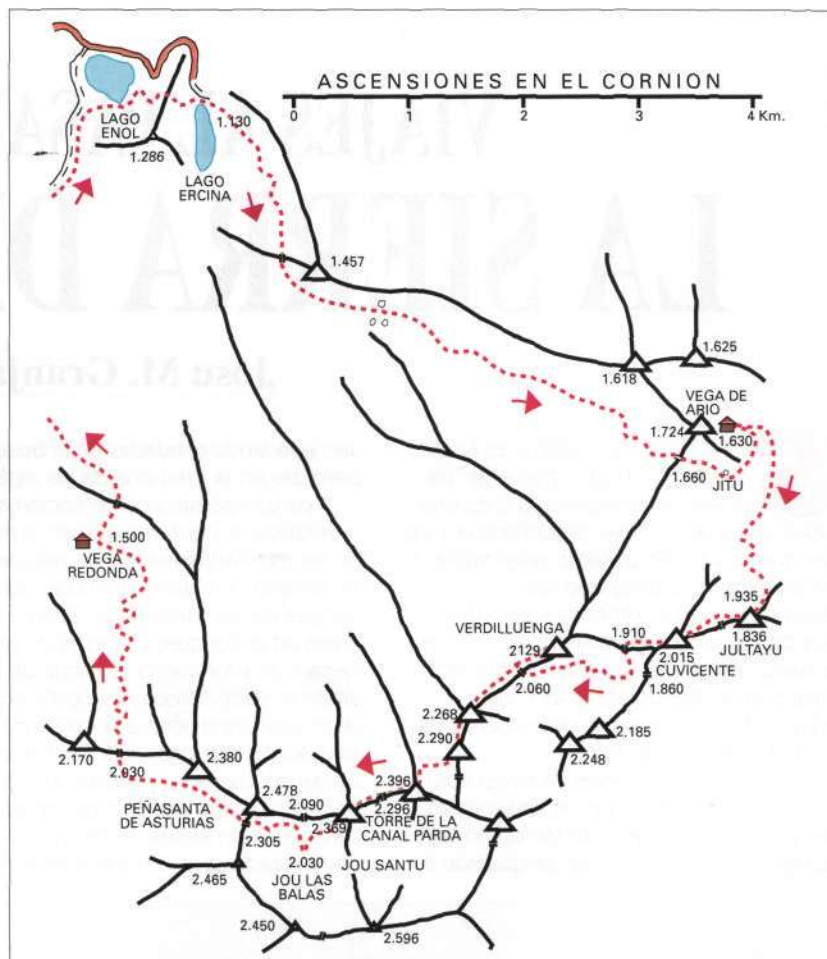 ASCENSIONES EN EL CORNION
0 1 2 3 4 Km.
LAGO
ENOL
1.130
1.286
LAGO
ERCINA
1.457
1.625
1.618
VEGA DE
ARIO
1.724
1.630
1.660
JITU
1.500
VEGA
REDONDA
1.935
VERDILLUENGA
1.910
1.836
2129
2.015
JULTAYU
CUVICENTE
2.060
1.860
2.268
2.185
2.290
2.248
2.170
2.030
2.380
2.396
2.478
2.090
2.296
PEÑASANTA
DE ASTURIAS
2.369
TORRE DE LA
CANAL PARDA
2.305
2.030
JOU SANTU
2.465
JOU LAS
BALAS
2.450
2.596
LA SIERRA D
Josu M. Granja